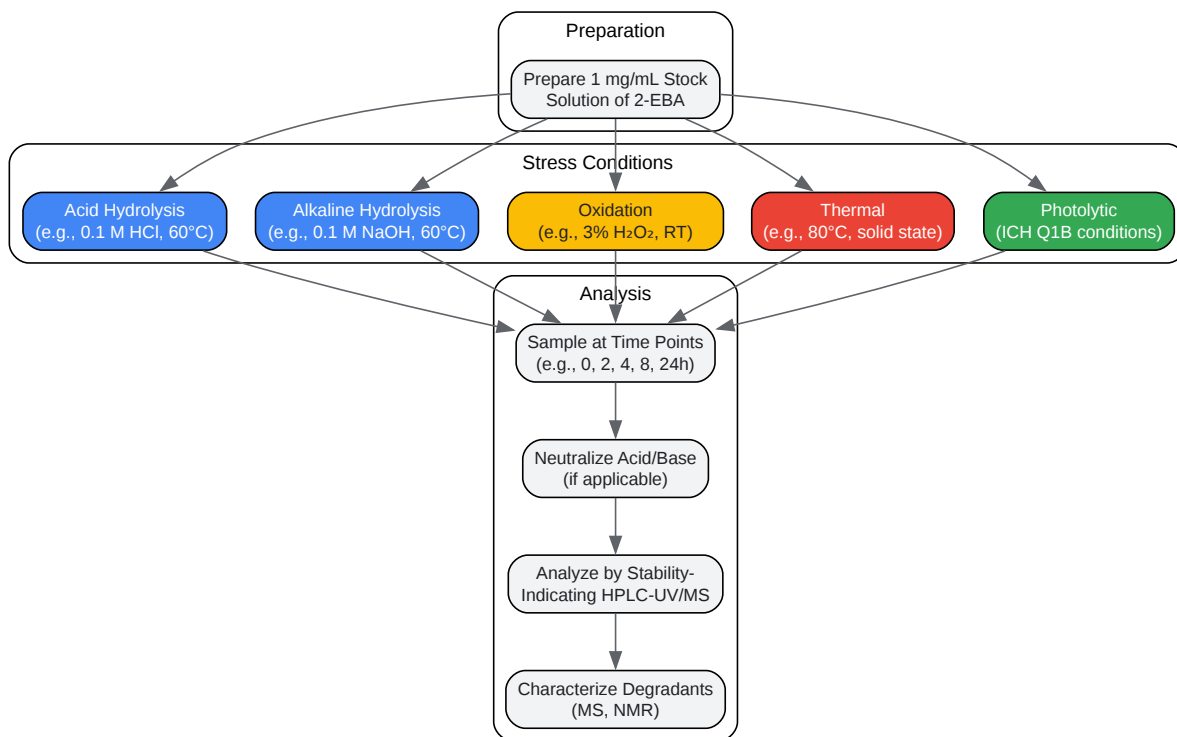 Preparation
Prepare 1 mg/mL Stock
Solution of 2-EBA
Stress Conditions
Acid Hydrolysis
(e.g., 0.1 M HCl, 60°C)
Alkaline Hydrolysis
(e.g., 0.1 M NaOH, 60°C)
Oxidation
(e.g., 3% H₂O₂, RT)
Thermal
(e.g., 80°C, solid state)
Photolytic
(ICH Q1B conditions)
Analysis
Sample at Time Points
(e.g., 0, 2, 4, 8, 24h)
Neutralize Acid/Base
(if applicable)
Analyze by Stability-
Indicating HPLC-UV/MS
Characterize Degradants
(MS, NMR)